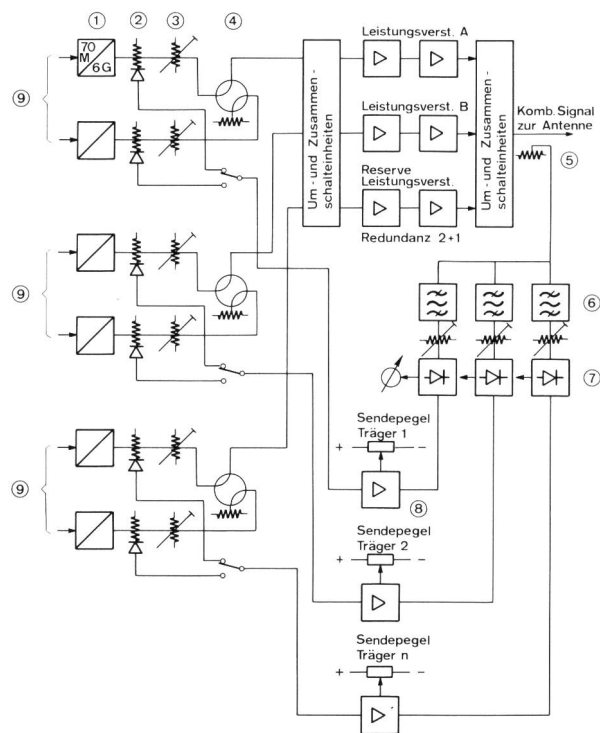 ① ② ③ ④
70
M
6G
⑨
⑨
⑨
Um- und Zusammen-
schalteinheiten
Leistungsverst. A
Leistungsverst. B
Reserve
Leistungsverst.
Redundanz 2+1
Um- und Zusammen-
schalteinheiten
Komb. Signal
zur Antenne
⑤
⑥
⑦
Sendepegel
Träger 1
+ −
⑧
Sendepegel
Träger 2
+ −
Sendepegel
Träger n
+ −